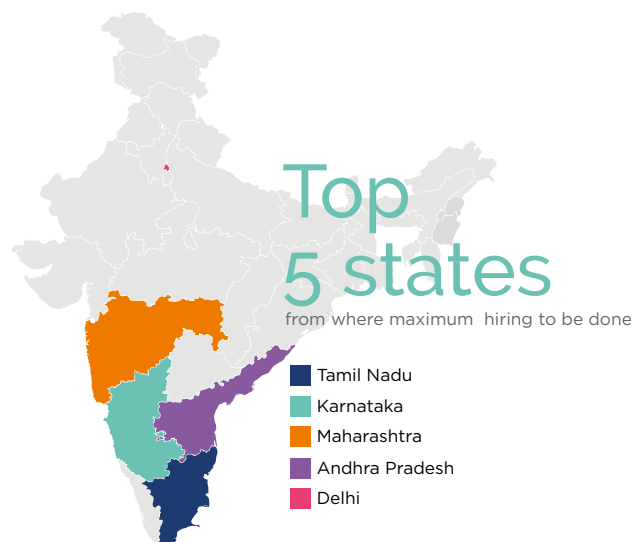 Top
5 states
from where maximum hiring to be done
Tamil Nadu
Karnataka
Maharashtra
Andhra Pradesh
Delhi